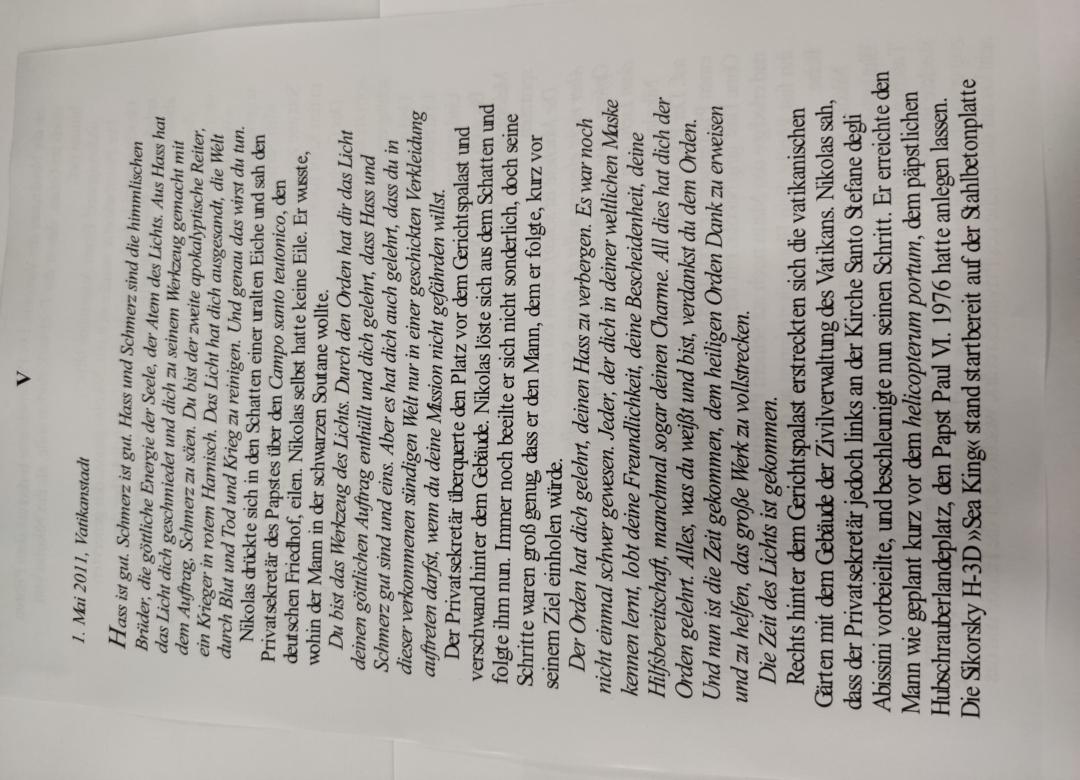 V
1. Mai 2011, Vatikanstadt
Hass ist gut. Schmerz ist gut. Hass und Schmerz sind die himmlischen
Brüder, die göttliche Energie der Seele, der Atem des Lichts. Aus Hass hat
das Licht dich geschmiedet und dich zu seinem Werkzeug gemacht mit
dem Auftrag, Schmerz zu säen. Du bist der zweite apokalyptische Reiter,
ein Krieger in rotem Harnisch. Das Licht hat dich ausgesandt, die Welt
durch Blut und Tod und Krieg zu reinigen. Und genau das wirst du tun.
Nikolas drückte sich in den Schatten einer uralten Eiche und sah den
Privatsekretär des Papstes über den Campo santo teutonico, den
deutschen Friedhof, eilen. Nikolas selbst hatte keine Eile. Er wusste,
wohin der Mann in der schwarzen Soutane wollte.
Du bist das Werkzeug des Lichts. Durch den Orden hat dir das Licht
deinen göttlichen Auftrag enthüllt und dich gelehrt, dass Hass und
Schmerz gut sind und eins. Aber es hat dich auch gelehrt, dass du in
dieser verkommenen sündigen Welt nur in einer geschickten Verkleidung
auftreten darfst, wenn du deine Mission nicht gefährden willst.
Der Privatsekretär überquerte den Platz vor dem Gerichtspalast und
verschwand hinter dem Gebäude. Nikolas löste sich aus dem Schatten und
folgte ihm nun. Immer noch beeilte er sich nicht sonderlich, doch seine
Schritte waren groß genug, dass er den Mann, dem er folgte, kurz vor
seinem Ziel einholen würde.
Der Orden hat dich gelehrt, deinen Hass zu verbergen. Es war noch
nicht einmal schwer gewesen. Jeder, der dich in deiner weltlichen Maske
kennen lernt, lobt deine Freundlichkeit, deine Bescheidenheit, deine
Hilfsbereitschaft, manchmal sogar deinen Charme. All dies hat dich der
Orden gelehrt. Alles, was du weißt und bist, verdankst du dem Orden.
Und nun ist die Zeit gekommen, dem heiligen Orden Dank zu erweisen
und zu helfen, das große Werk zu vollstrecken.
Die Zeit des Lichts ist gekommen.
Rechts hinter dem Gerichtspalast erstreckten sich die vatikanischen
Gärten mit dem Gebäude der Zivilverwaltung des Vatikans. Nikolas sah,
dass der Privatsekretär jedoch links an der Kirche Santo Stefano degli
Abissini vorbeieilte, und beschleunigte nun seinen Schritt. Er erreichte den
Mann wie geplant kurz vor dem helicopterum portum, dem päpstlichen
Hubschrauberlandeplatz, den Papst Paul VI. 1976 hatte anlegen lassen.
Die Sikorsky H-3D »Sea King« stand startbereit auf der Stahlbetonplatte